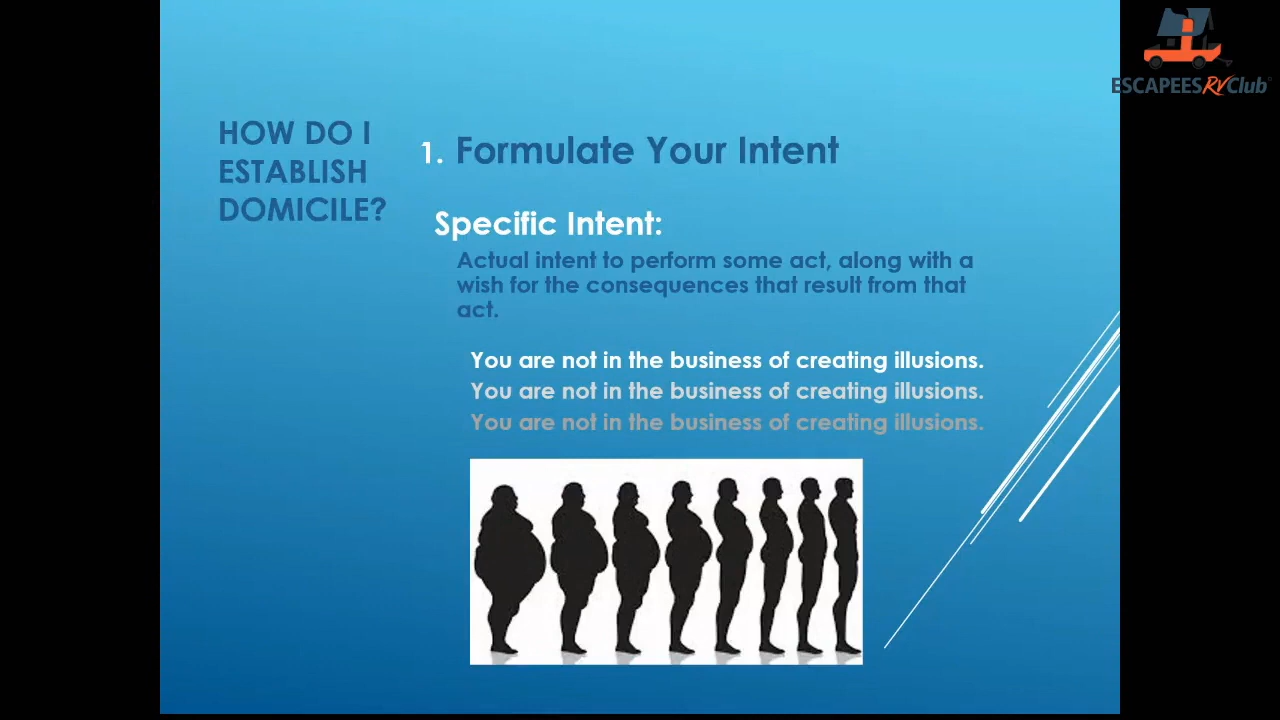 ESCAPEES RV Club
HOW DO I
ESTABLISH
DOMICILE?
1. Formulate Your Intent
Specific Intent:
Actual intent to perform some act, along with a
wish for the consequences that result from that
act.
You are not in the business of creating illusions.
You are not in the business of creating illusions.
You are not in the business of creating illusions.